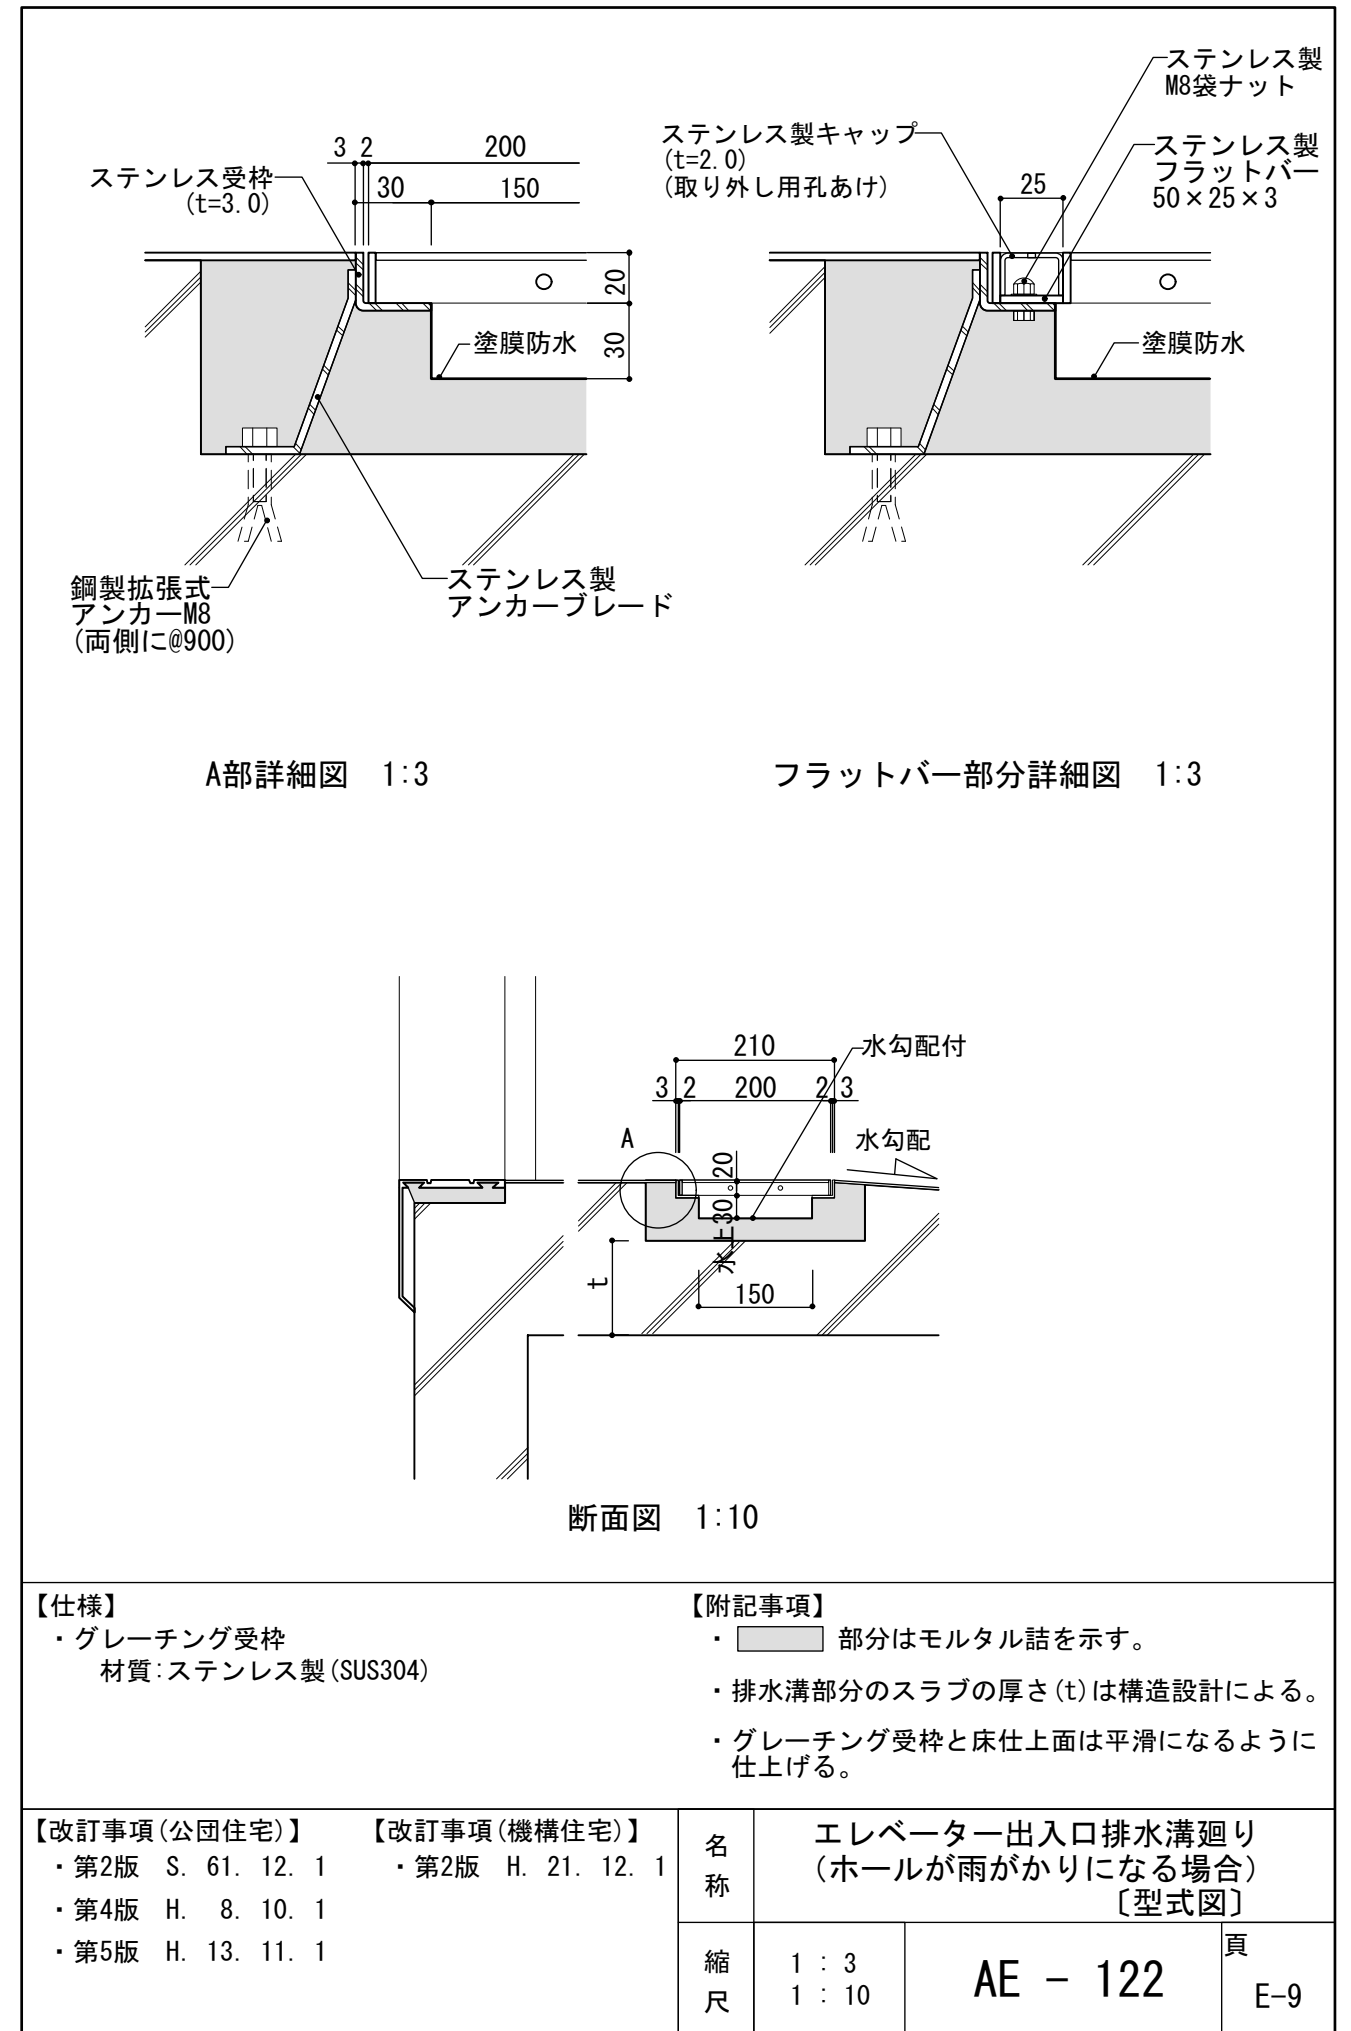 3 2 200
30 150
ステンレス受枠
(t=3.0)
20
30
塗膜防水
鋼製拡張式
アンカーM8
(両側に@900)
ステンレス製
アンカーブレード
A部詳細図 1:3
ステンレス製
M8袋ナット
ステンレス製キャップ
(t=2.0)
(取り外し用孔あけ)
ステンレス製
フラットバー
50×25×3
25
塗膜防水
フラットバー部分詳細図 1:3
210
水勾配付
3 2 200 2 3
A
水勾配
20
水上30
t
150
断面図 1:10
【仕様】
・グレーチング受枠
材質:ステンレス製(SUS304)
【附記事項】
・ 部分はモルタル詰を示す。
・排水溝部分のスラブの厚さ(t)は構造設計による。
・グレーチング受枠と床仕上面は平滑になるように
仕上げる。
【改訂事項(公団住宅)】
・第2版 S. 61. 12. 1
・第4版 H. 8. 10. 1
・第5版 H. 13. 11. 1
【改訂事項(機構住宅)】
・第2版 H. 21. 12. 1
名称
エレベーター出入口排水溝廻り
(ホールが雨がかりになる場合)
〔型式図〕
縮尺
1 : 3
1 : 10
AE － 122
頁
E−9